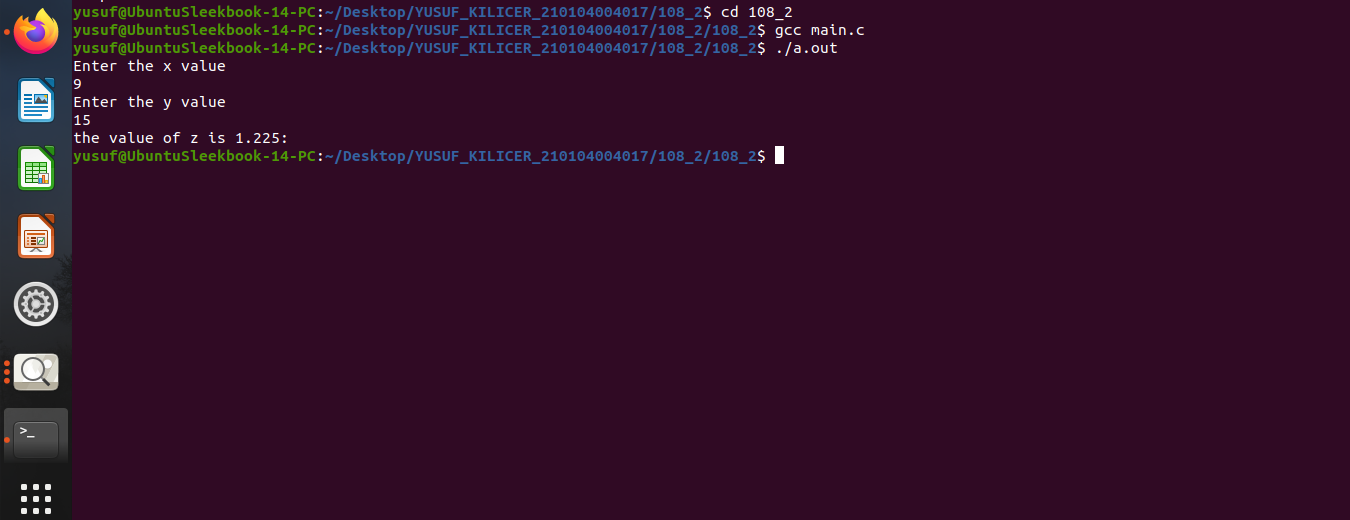 yusuf@UbuntuSleekbook-14-PC:~/Desktop/YUSUF_KILICER_210104004017/108_2$ cd 108_2
yusuf@UbuntuSleekbook-14-PC:~/Desktop/YUSUF_KILICER_210104004017/108_2/108_2$ gcc main.c
yusuf@UbuntuSleekbook-14-PC:~/Desktop/YUSUF_KILICER_210104004017/108_2/108_2$ ./a.out
Enter the x value
9
Enter the y value
15
the value of z is 1.225:
yusuf@UbuntuSleekbook-14-PC:~/Desktop/YUSUF_KILICER_210104004017/108_2/108_2$
>_